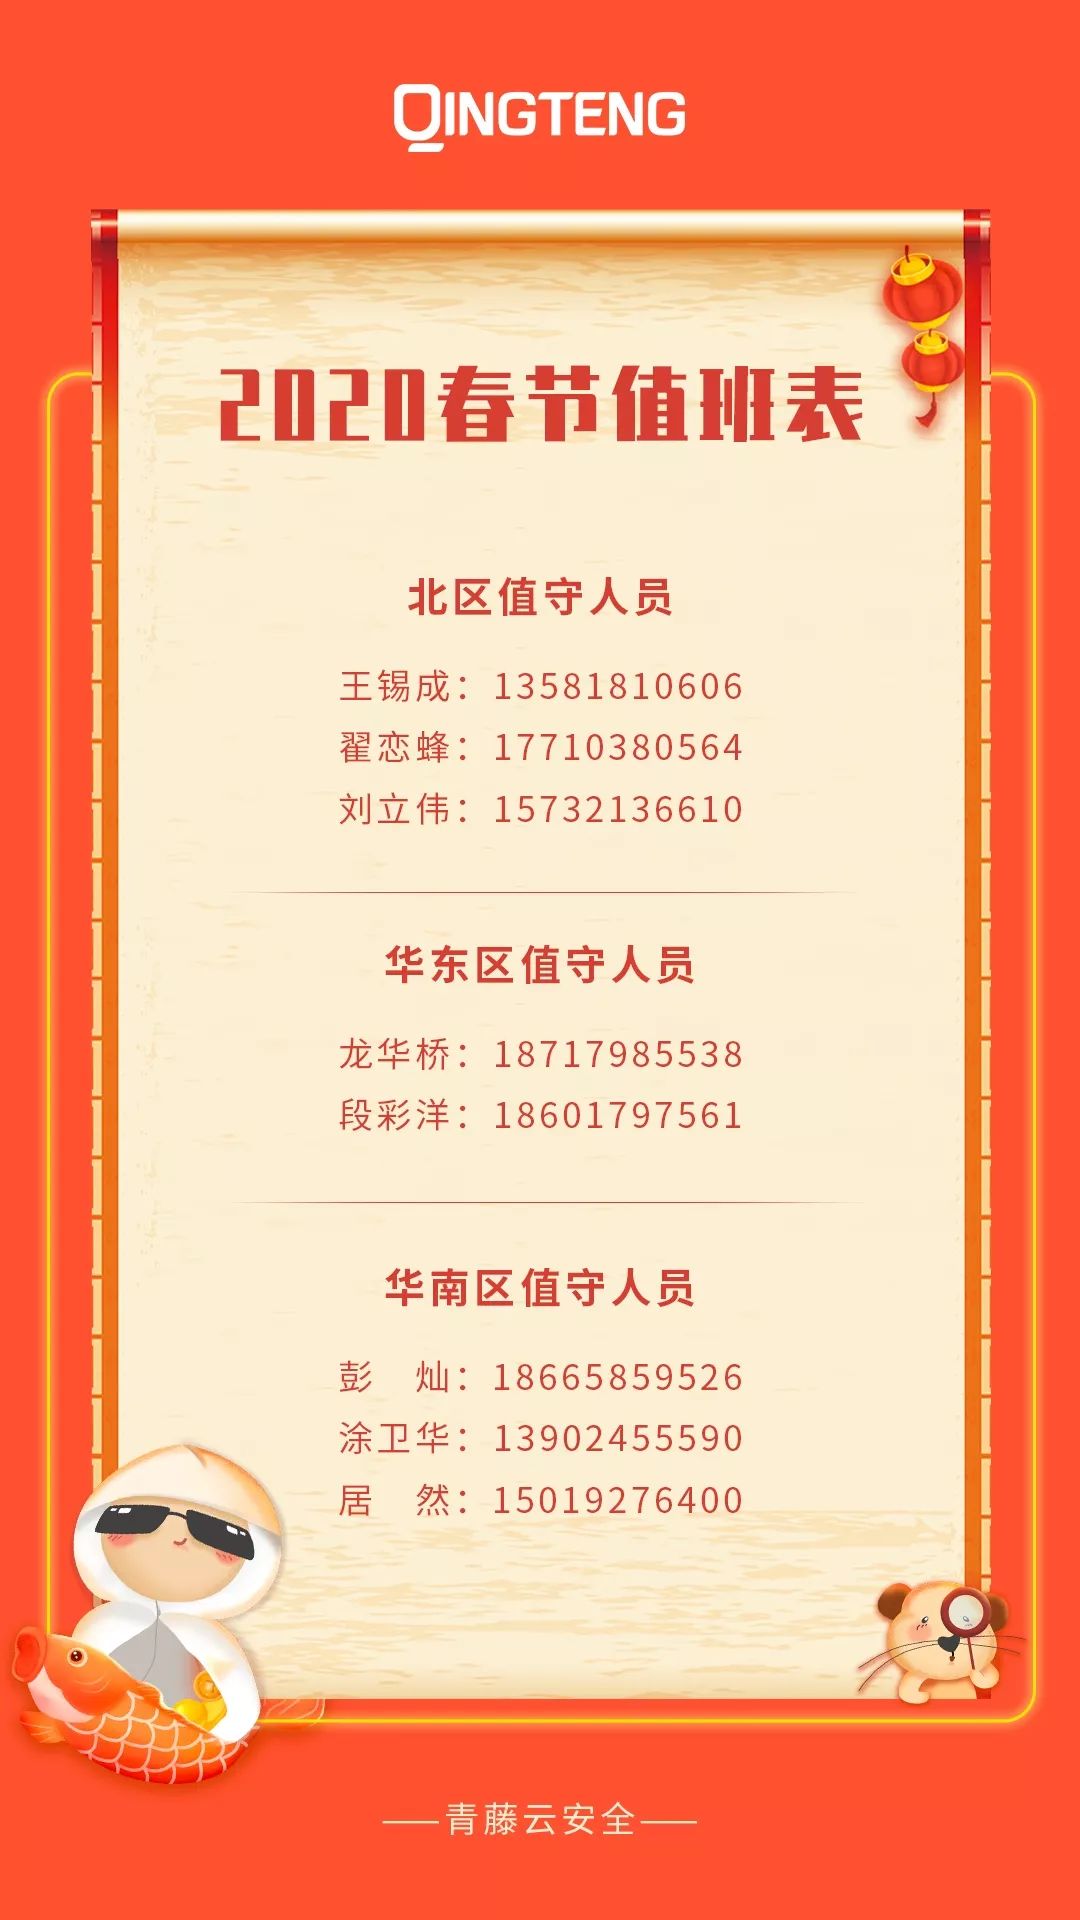 QINGTENG
2020春节值班表
北区值守人员
王锡成：13581810606
翟恋蜂：17710380564
刘立伟：15732136610
华东区值守人员
龙华桥：18717985538
段彩洋：18601797561
华南区值守人员
彭　灿：18665859526
涂卫华：13902455590
居　然：15019276400
——青藤云安全——